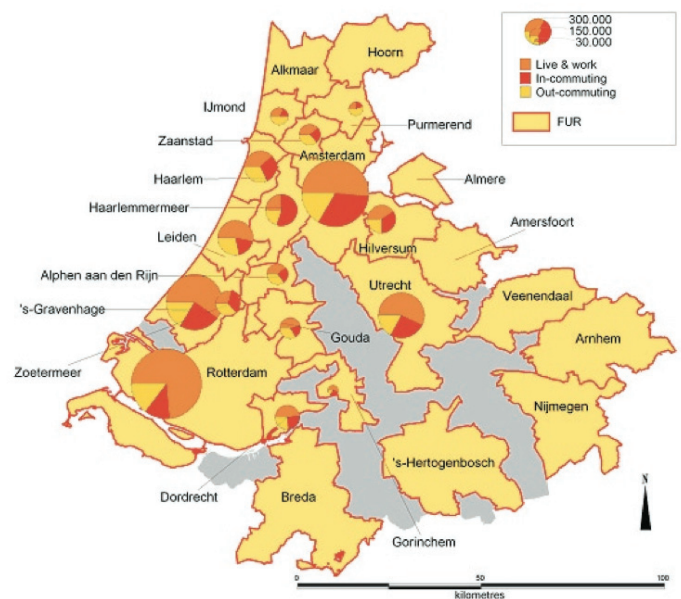 300.000
150.000
30.000
Live & work
In-commuting
Out-commuting
FUR
Hoorn
Alkmaar
IJmond
Purmerend
Zaanstad
Amsterdam
Haarlem
Almere
Haarlemmermeer
Amersfoort
Leiden
Hilversum
Alphen aan den Rijn
Utrecht
Veenendaal
's-Gravenhage
Gouda
Arnhem
Zoetermeer
Rotterdam
Nijmegen
's-Hertogenbosch
Dordrecht
Breda
Gorinchem
N
0
50
100
kilometres